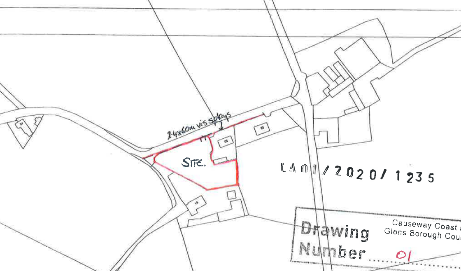 2.4x60m vis splays
SITE.
LA01/2020/1235
Drawing
Number ..... 01
Causeway Coast
Glens Borough Cou